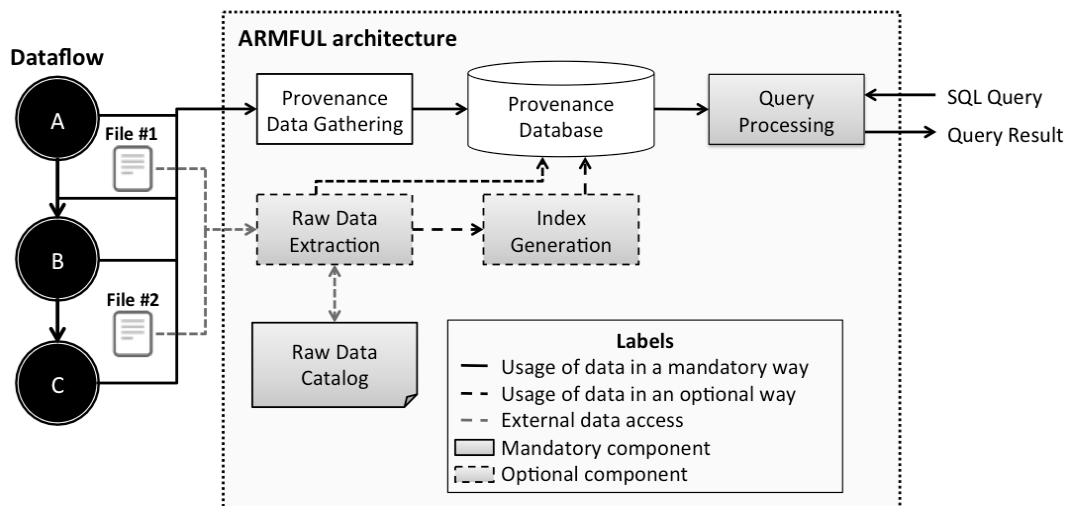 ARMFUL architecture
Dataflow
A
File #1
B
File #2
C
Provenance
Data Gathering
Provenance
Database
Query
Processing
SQL Query
Query Result
Raw Data
Extraction
Index
Generation
Raw Data
Catalog
Labels
Usage of data in a mandatory way
Usage of data in an optional way
External data access
Mandatory component
Optional component